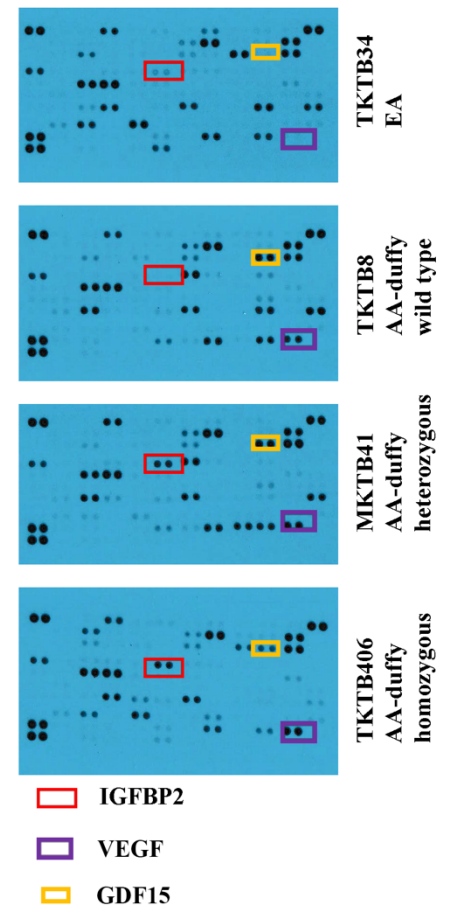 TKTB34
EA
TKTB8
AA-duffy
wild type
MKTB41
AA-duffy
heterozygous
TKTB406
AA-duffy
homozygous
IGFBP2
VEGF
GDF15